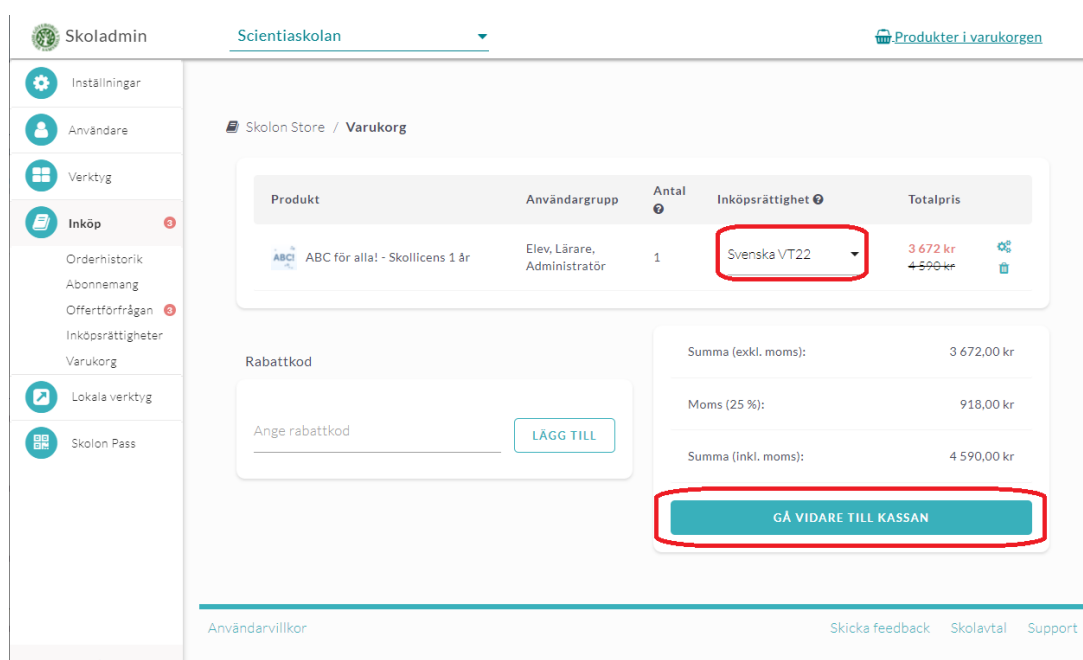 Skoladmin
Scientiaskolan
Produkter i varukorgen
Inställningar
Användare
Verktyg
Inköp 3
Orderhistorik
Abonnemang
Offertförfrågan 3
Inköpsrättigheter
Varukorg
Lokala verktyg
Skolon Pass
Skolon Store / Varukorg
Produkt Användargrupp Antal Inköpsrättighet Totalpris
ABC! ABC för alla! - Skollicens 1 år
Elev, Lärare,
Administratör
1
Svenska VT22
3 672 kr
4 590 kr
Rabattkod
Ange rabattkod
LÄGG TILL
Summa (exkl. moms): 3 672,00 kr
Moms (25 %): 918,00 kr
Summa (inkl. moms): 4 590,00 kr
GÅ VIDARE TILL KASSAN
Användarvillkor Skicka feedback Skolavtal Support